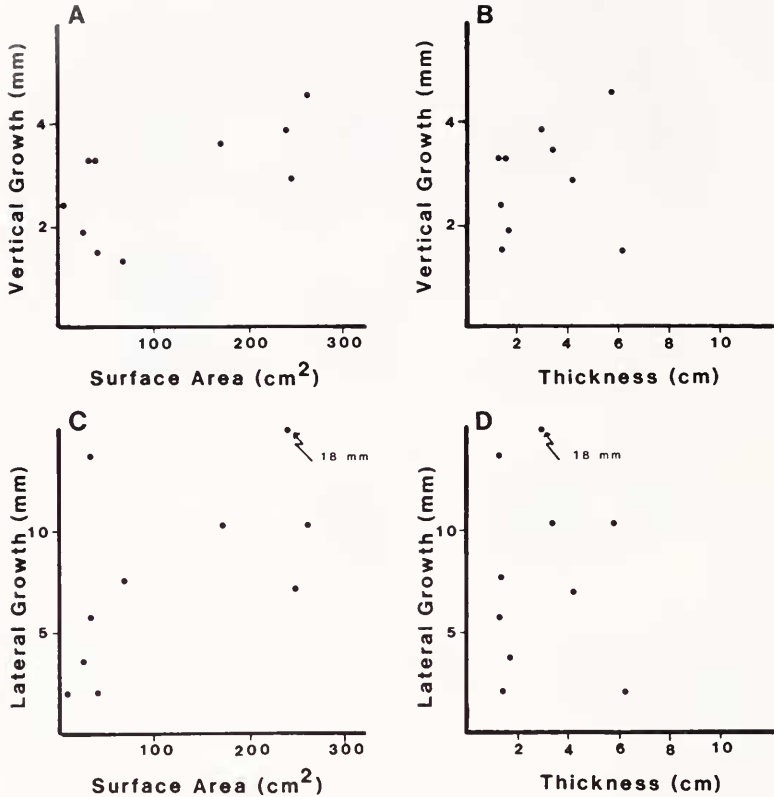 A
Vertical Growth (mm)
4
2
100
200
300
Surface Area (cm²)
B
Vertical Growth (mm)
4
2
2
4
6
8
10
Thickness (cm)
C
Lateral Growth (mm)
10
5
18 mm
100
200
300
Surface Area (cm²)
D
Lateral Growth (mm)
10
5
18 mm
2
4
6
8
10
Thickness (cm)